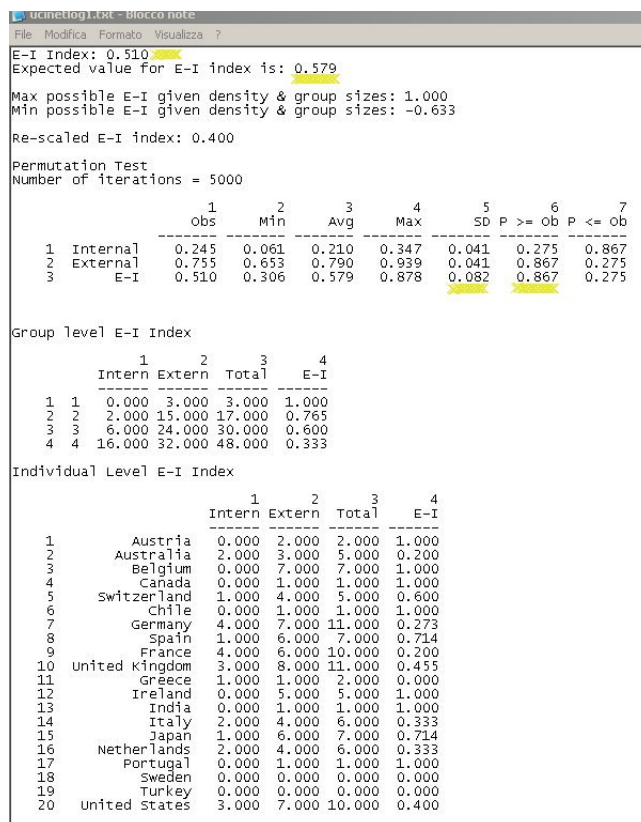 ucinetlog1.txt - Blocco note
File Modifica Formato Visualizza ?
E-I Index: 0.510
Expected value for E-I index is: 0.579
Max possible E-I given density & group sizes: 1.000
Min possible E-I given density & group sizes: -0.633
Re-scaled E-I index: 0.400
Permutation Test
Number of iterations = 5000
1 2 3 4 5 6 7
Obs Min Avg Max SD P >= Ob P <= Ob
------- ------- ------- ------- ------- ------- -------
1 Internal 0.245 0.061 0.210 0.347 0.041 0.275 0.867
2 External 0.755 0.653 0.790 0.939 0.041 0.867 0.275
3 E-I 0.510 0.306 0.579 0.878 0.082 0.867 0.275
Group level E-I Index
1 2 3 4
Intern Extern Total E-I
------ ------ ------ ------
1 1 0.000 3.000 3.000 1.000
2 2 2.000 15.000 17.000 0.765
3 3 6.000 24.000 30.000 0.600
4 4 16.000 32.000 48.000 0.333
Individual Level E-I Index
1 2 3 4
Intern Extern Total E-I
------ ------ ------ ------
1 Austria 0.000 2.000 2.000 1.000
2 Australia 2.000 3.000 5.000 0.200
3 Belgium 0.000 7.000 7.000 1.000
4 Canada 0.000 1.000 1.000 1.000
5 Switzerland 1.000 4.000 5.000 0.600
6 Chile 0.000 1.000 1.000 1.000
7 Germany 4.000 7.000 11.000 0.273
8 Spain 1.000 6.000 7.000 0.714
9 France 4.000 6.000 10.000 0.200
10 United Kingdom 3.000 8.000 11.000 0.455
11 Greece 1.000 1.000 2.000 0.000
12 Ireland 0.000 5.000 5.000 1.000
13 India 0.000 1.000 1.000 1.000
14 Italy 2.000 4.000 6.000 0.333
15 Japan 1.000 6.000 7.000 0.714
16 Netherlands 2.000 4.000 6.000 0.333
17 Portugal 0.000 1.000 1.000 1.000
18 Sweden 0.000 0.000 0.000 0.000
19 Turkey 0.000 0.000 0.000 0.000
20 United States 3.000 7.000 10.000 0.400